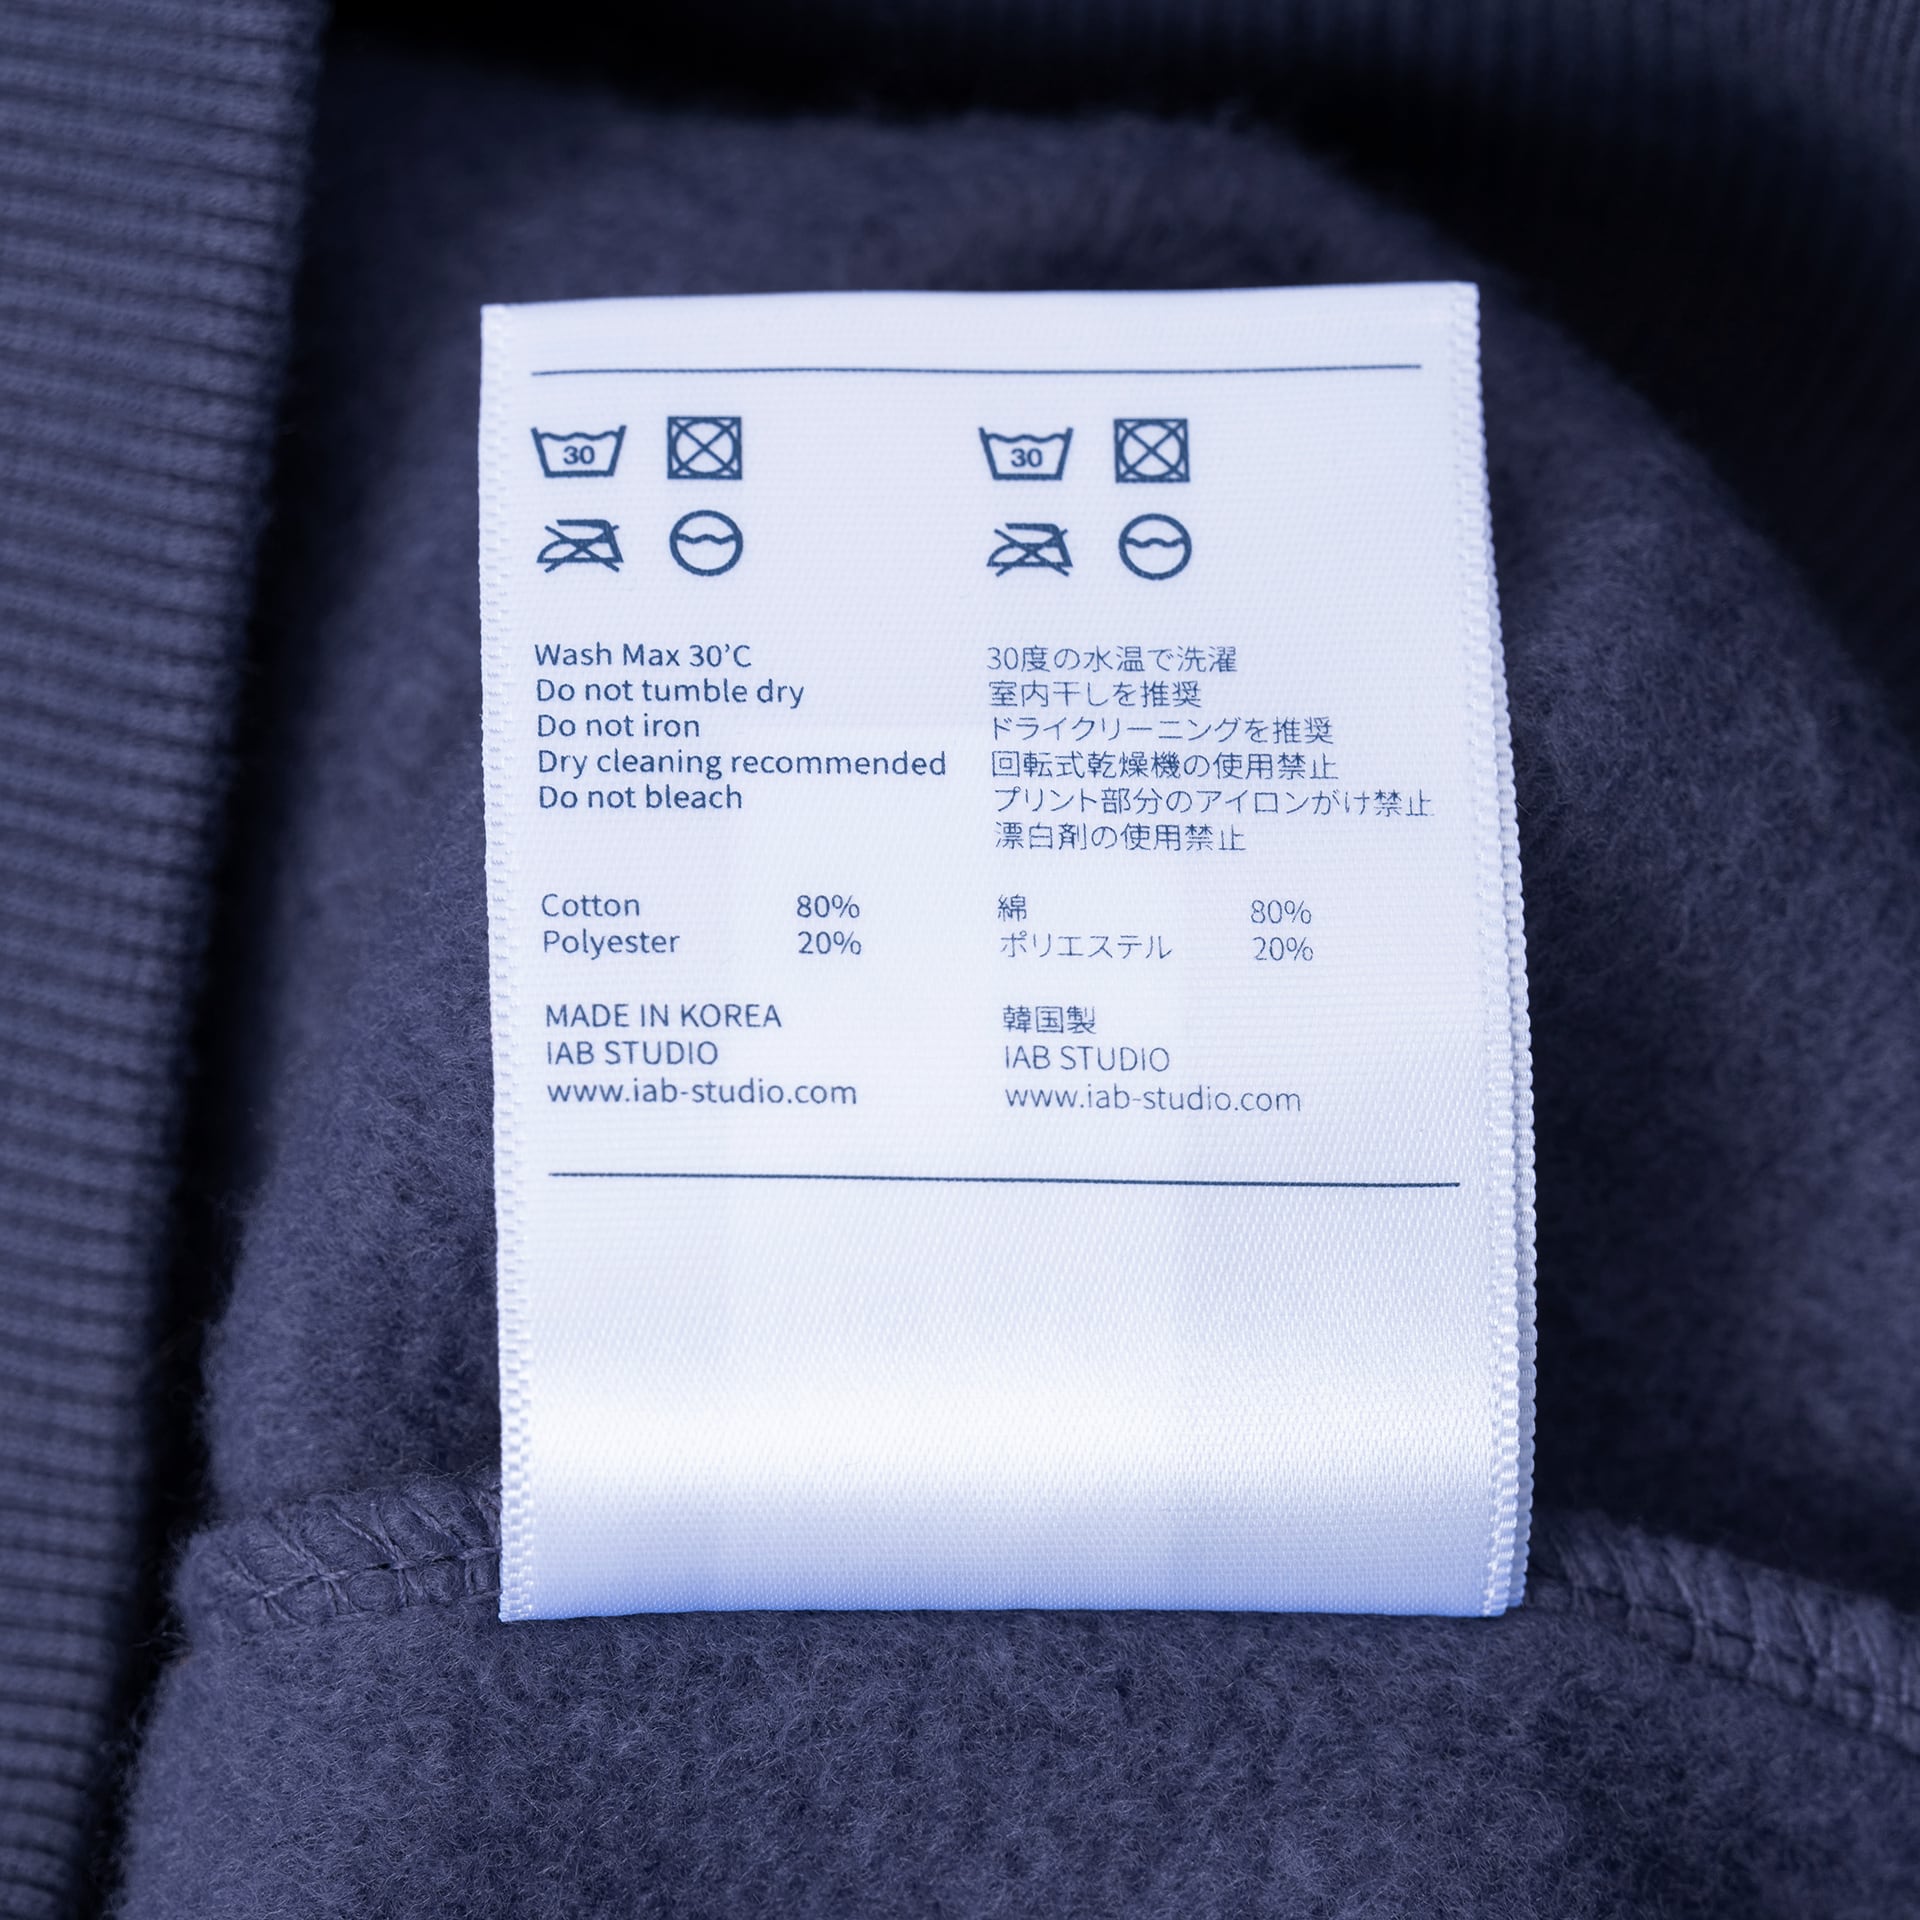 30
30
Wash Max 30'C
Do not tumble dry
Do not iron
Dry cleaning recommended
Do not bleach
Cotton 80%
Polyester 20%
MADE IN KOREA
IAB STUDIO
www.iab-studio.com
30度の水温で洗濯
室内干しを推奨
ドライクリーニングを推奨
回転式乾燥機の使用禁止
プリント部分のアイロンがけ禁止
漂白剤の使用禁止
綿 80%
ポリエステル 20%
韓国製
IAB STUDIO
www.iab-studio.com